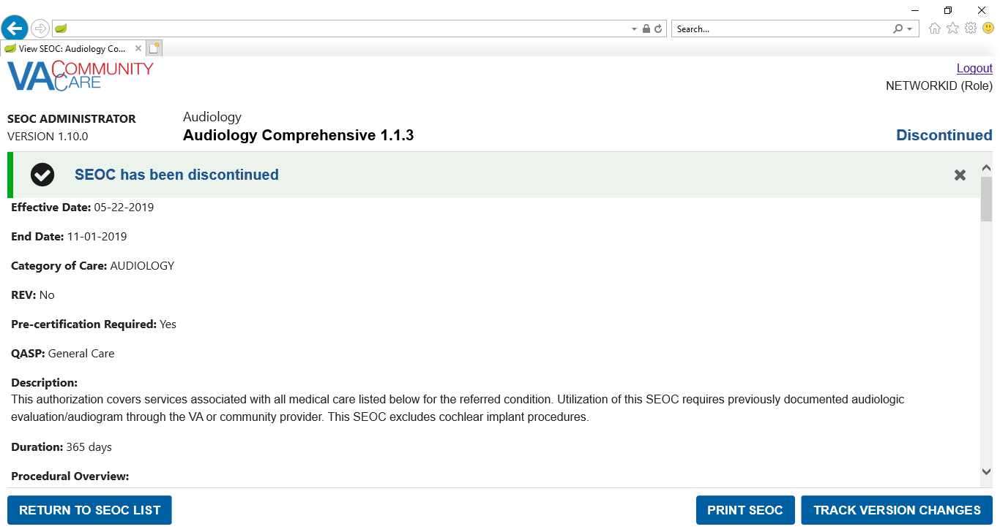 Search...
View SEOC: Audiology Co...
VA COMMUNITY CARE
Logout
NETWORKID (Role)
SEOC ADMINISTRATOR
VERSION 1.10.0
Audiology
Audiology Comprehensive 1.1.3
Discontinued
SEOC has been discontinued
Effective Date: 05-22-2019
End Date: 11-01-2019
Category of Care: AUDIOLOGY
REV: No
Pre-certification Required: Yes
QASP: General Care
Description:
This authorization covers services associated with all medical care listed below for the referred condition. Utilization of this SEOC requires previously documented audiologic
evaluation/audiogram through the VA or community provider. This SEOC excludes cochlear implant procedures.
Duration: 365 days
Procedural Overview:
RETURN TO SEOC LIST
PRINT SEOC
TRACK VERSION CHANGES